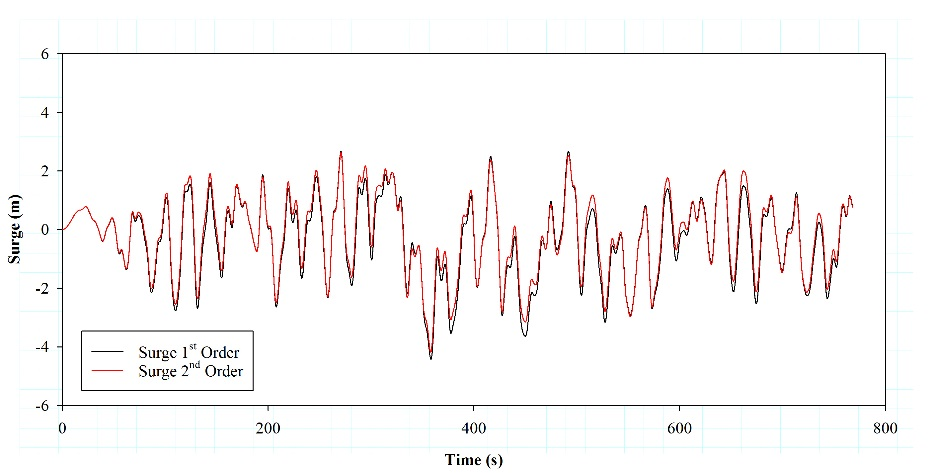 6
4
2
0
-2
-4
-6
Surge (m)
Surge 1st Order
Surge 2nd Order
0 200 400 600 800
Time (s)